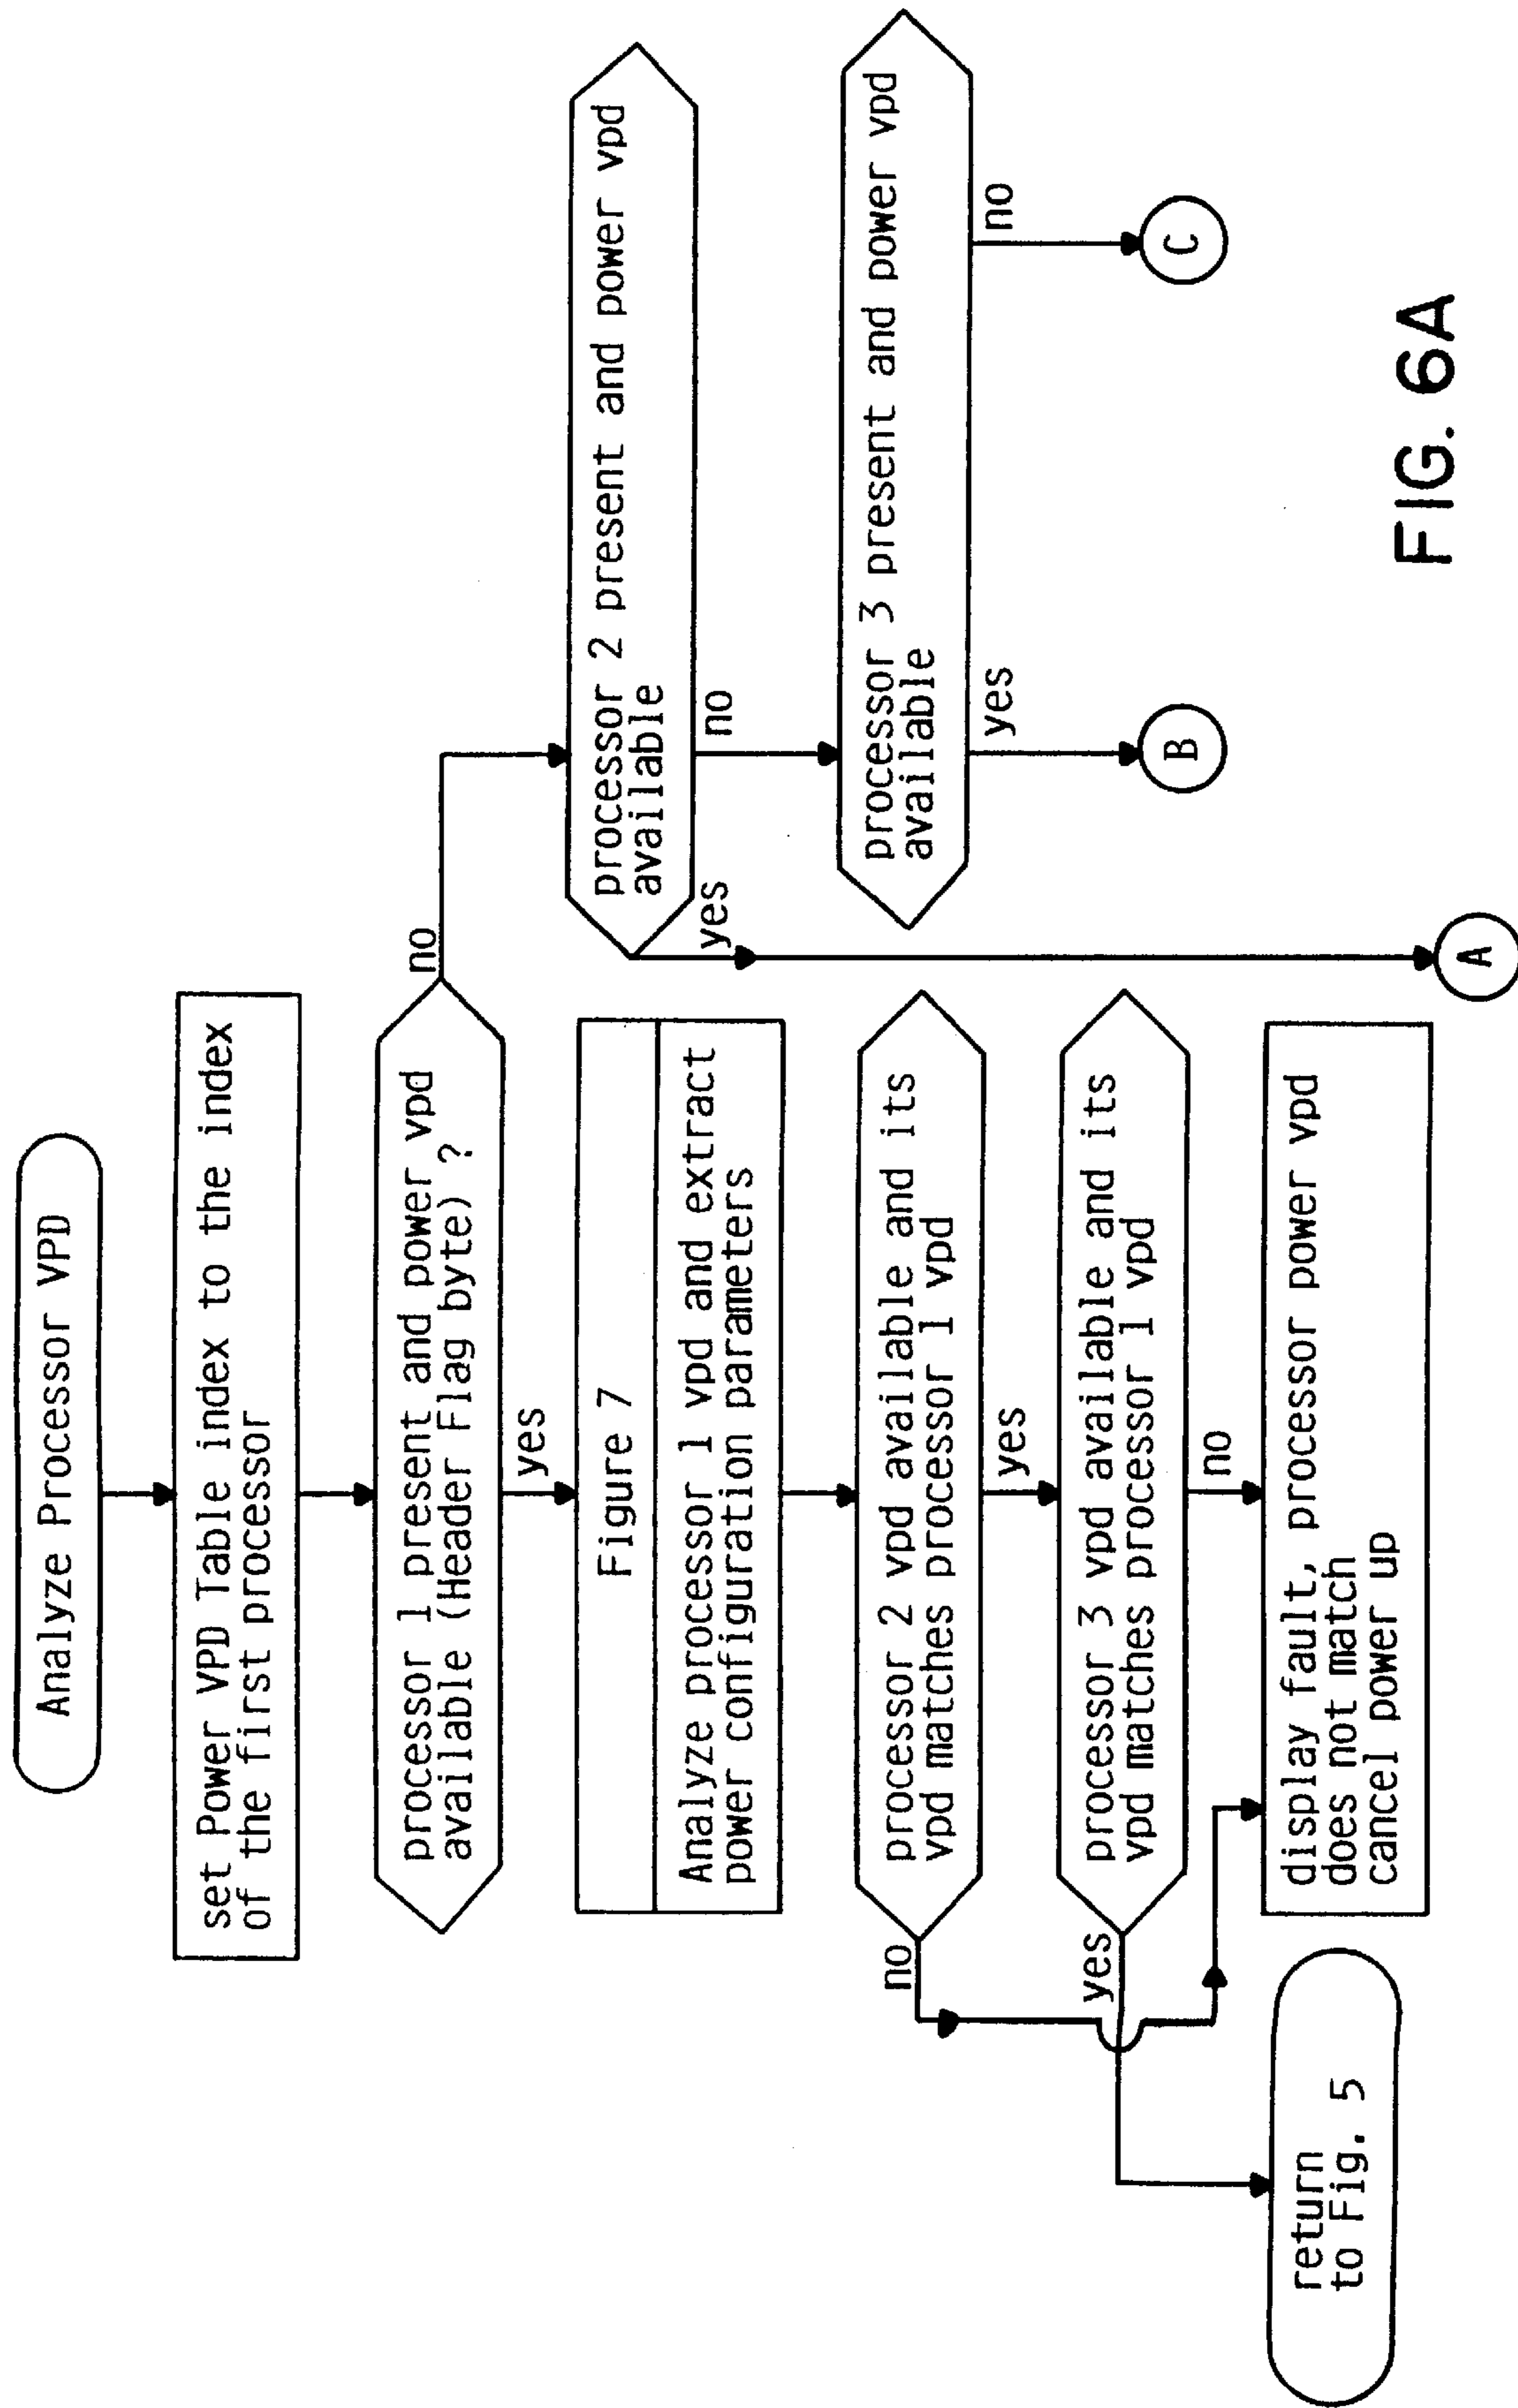 Analyze Processor VPD
set Power VPD Table index to the index
of the first processor
processor 1 present and power vpd
available (Header Flag byte) ?
no
yes
Figure 7
Analyze processor 1 vpd and extract
power configuration parameters
processor 2 vpd available and its
vpd matches processor 1 vpd
no
yes
processor 3 vpd available and its
vpd matches processor 1 vpd
yes
no
display fault, processor power vpd
does not match
cancel power up
return
to Fig. 5
processor 2 present and power vpd
available
yes
no
processor 3 present and power vpd
available
yes
no
A
B
C
FIG. 6A